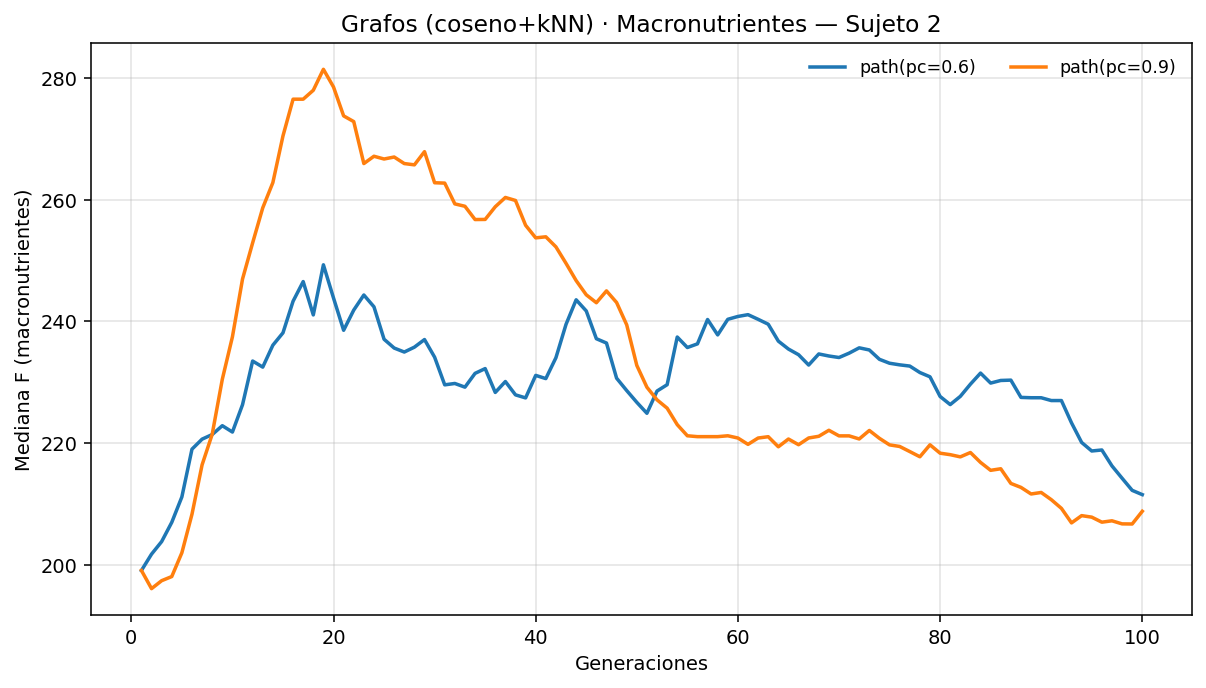 Grafos (coseno+kNN) · Macronutrientes — Sujeto 2
path(pc=0.6) path(pc=0.9)
Mediana F (macronutrientes)
280
260
240
220
200
0 20 40 60 80 100
Generaciones